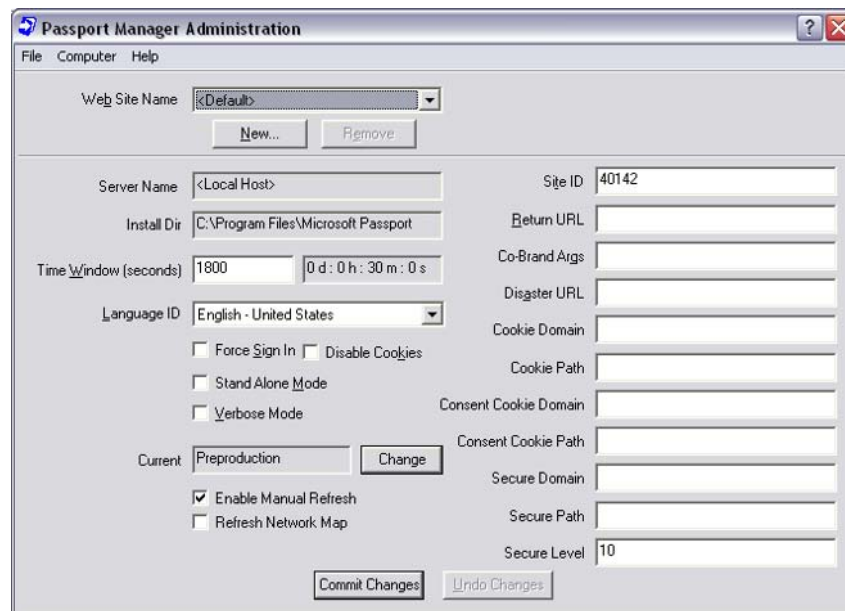 Passport Manager Administration
File Computer Help
Web Site Name <Default>
New... Remove
Server Name <Local Host>
Install Dir C:\Program Files\Microsoft Passport
Time Window (seconds) 1800 0 d : 0 h : 30 m : 0 s
Language ID English - United States
Force Sign In Disable Cookies
Stand Alone Mode
Verbose Mode
Current Preproduction Change
Enable Manual Refresh
Refresh Network Map
Site ID 40142
Return URL
Co-Brand Args
Disaster URL
Cookie Domain
Cookie Path
Consent Cookie Domain
Consent Cookie Path
Secure Domain
Secure Path
Secure Level 10
Commit Changes Undo Changes